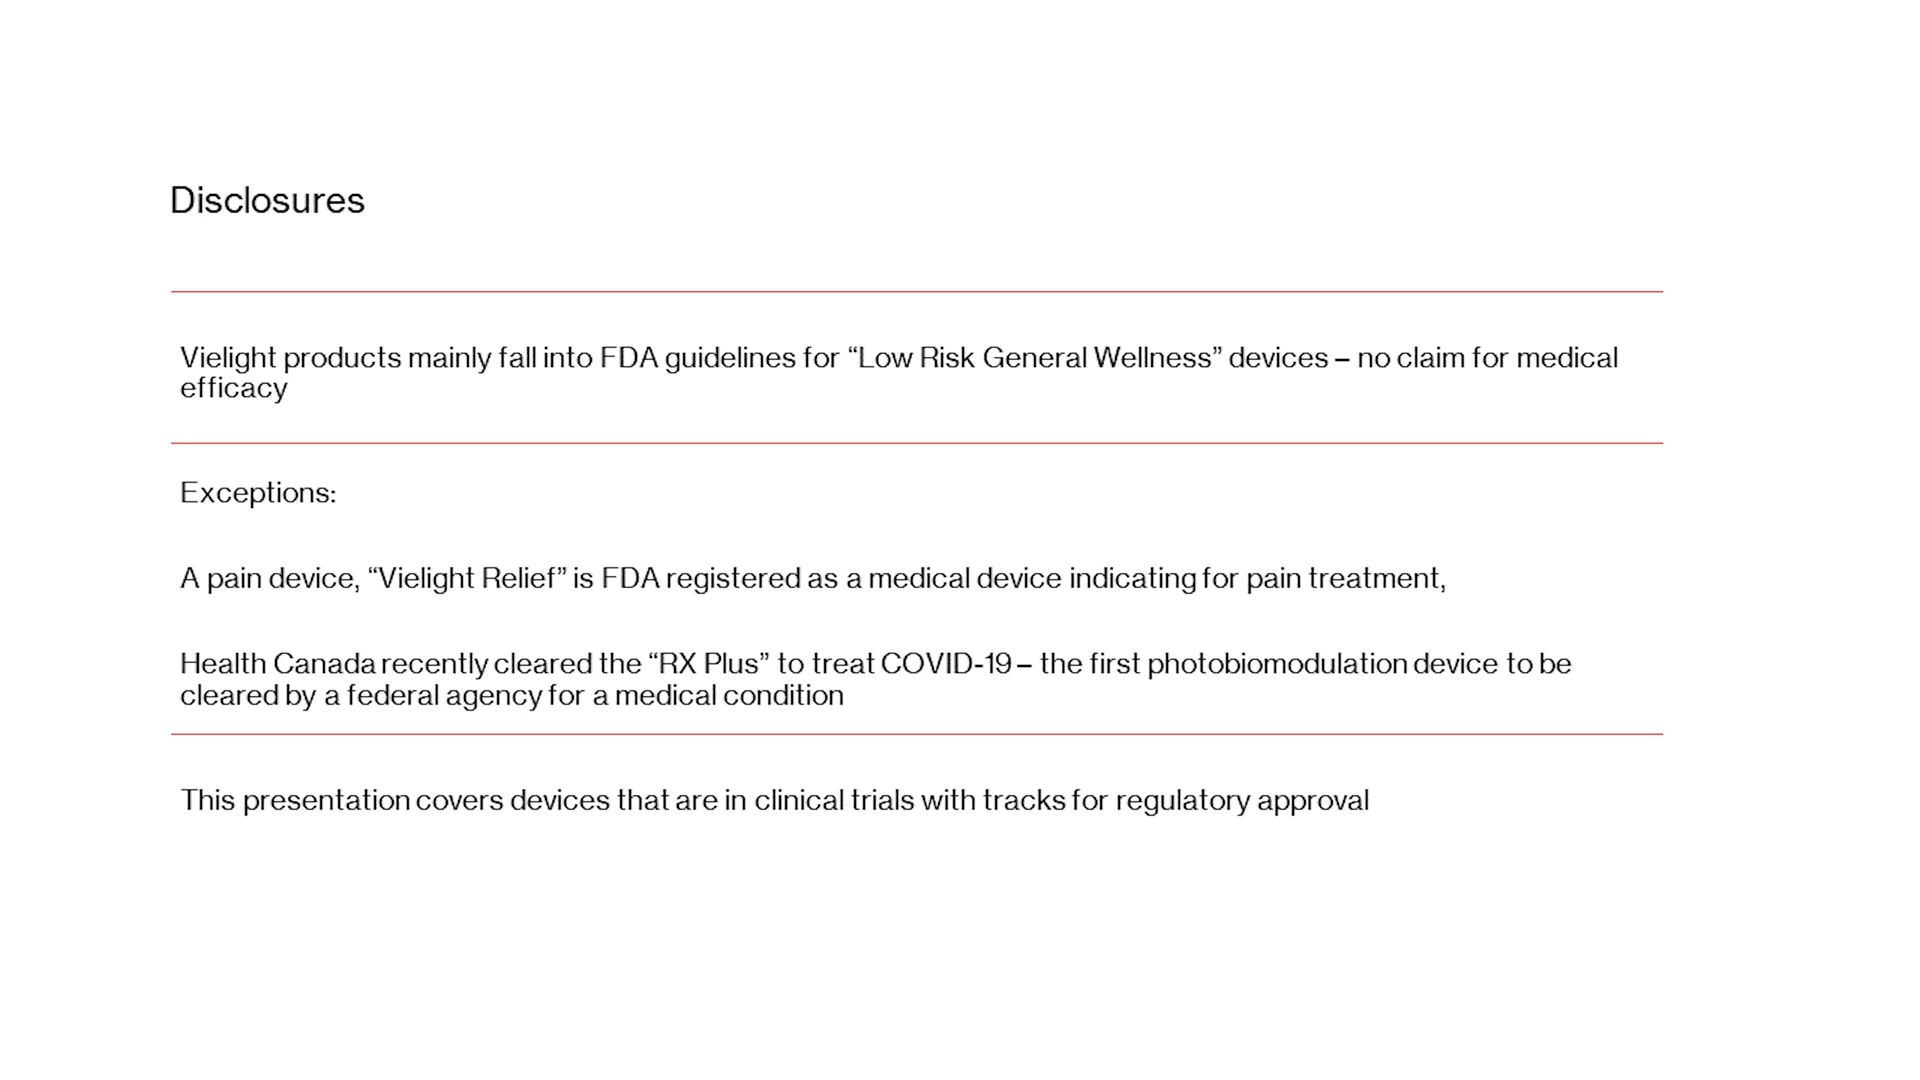 Disclosures
Vielight products mainly fall into FDA guidelines for “Low Risk General Wellness” devices – no claim for medical
efficacy
Exceptions:
A pain device, “Vielight Relief” is FDA registered as a medical device indicating for pain treatment,
Health Canada recently cleared the “RX Plus” to treat COVID-19 – the first photobiomodulation device to be
cleared by a federal agency for a medical condition
This presentation covers devices that are in clinical trials with tracks for regulatory approval